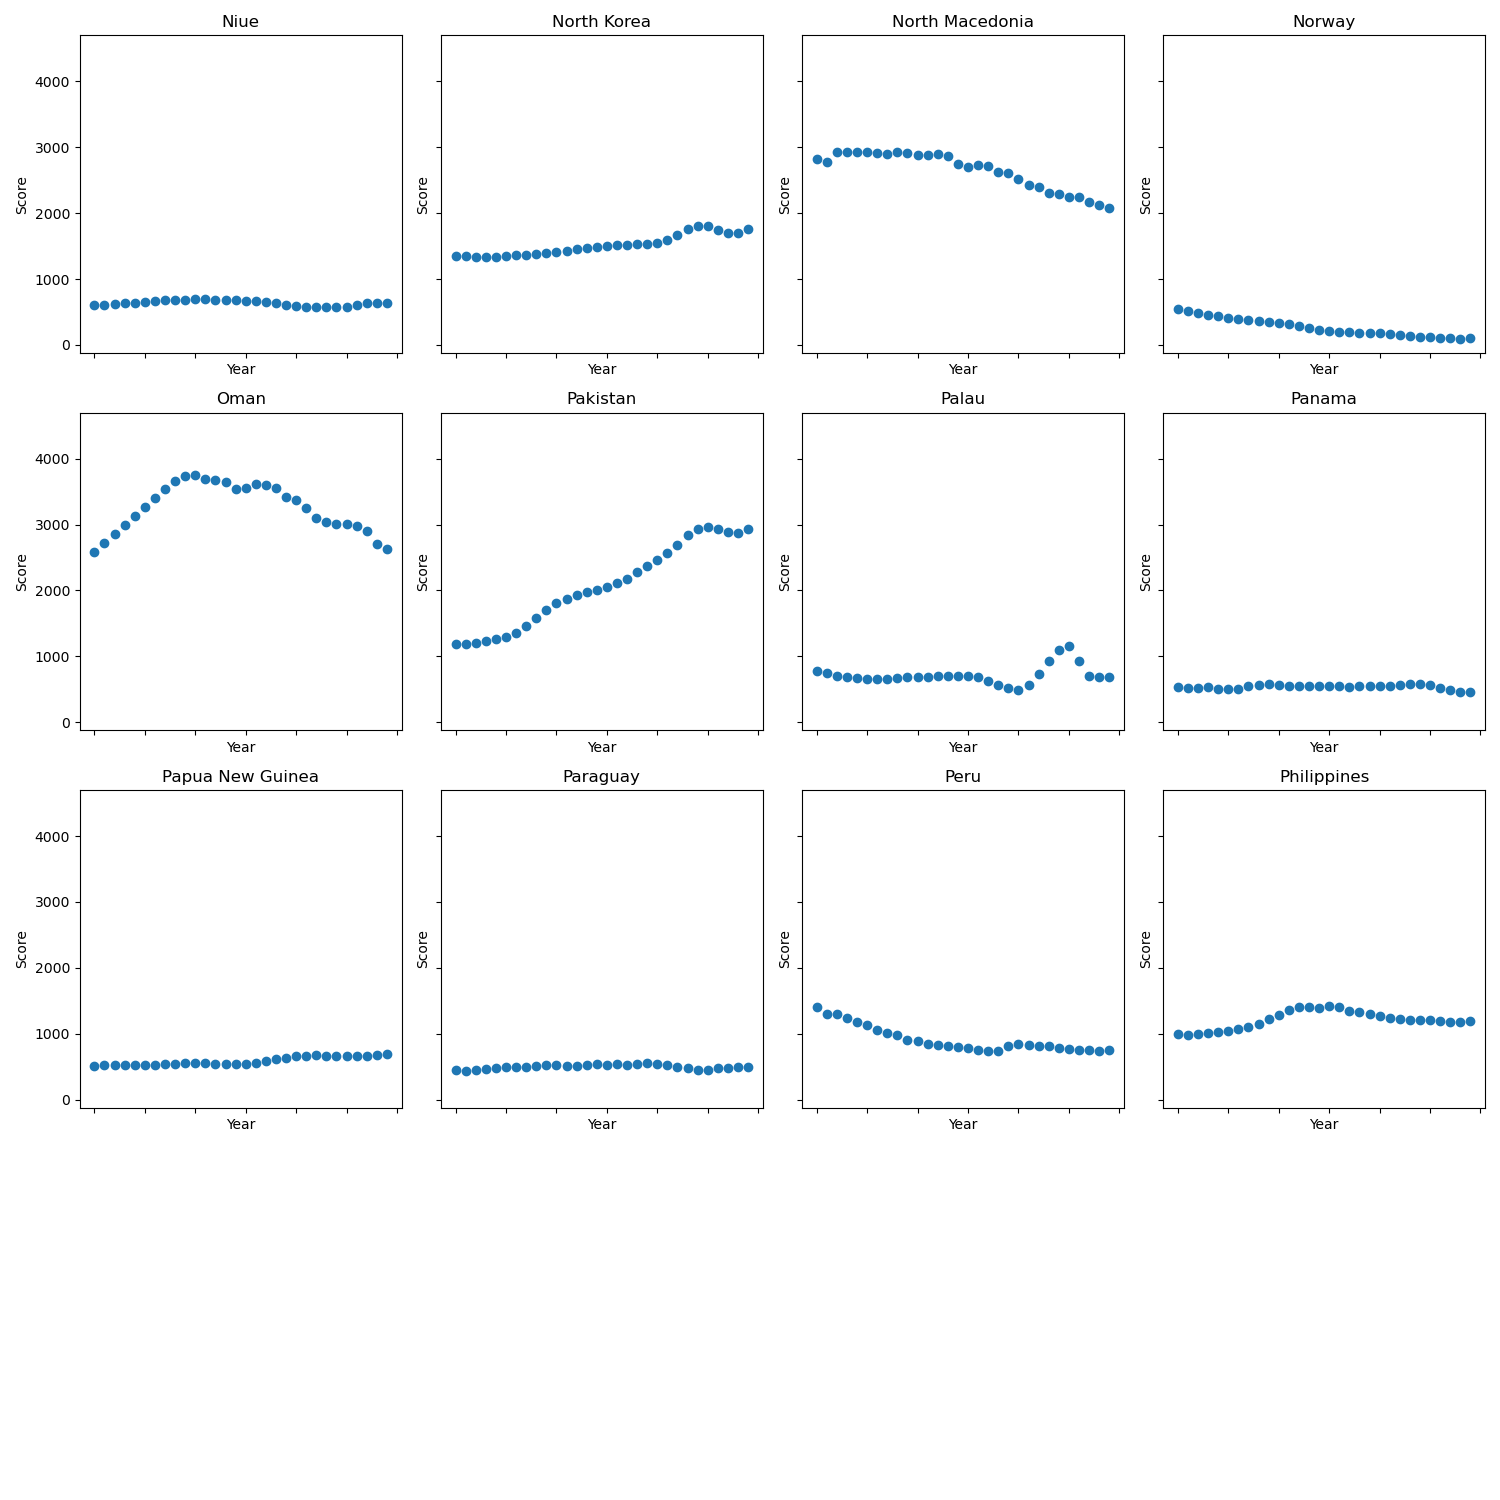 Niue
North Korea
North Macedonia
Norway
4000
3000
2000
1000
0
Score
Score
Score
Score
Year
Year
Year
Year
Oman
Pakistan
Palau
Panama
4000
3000
2000
1000
0
Score
Score
Score
Score
Year
Year
Year
Year
Papua New Guinea
Paraguay
Peru
Philippines
4000
3000
2000
1000
0
Score
Score
Score
Score
Year
Year
Year
Year